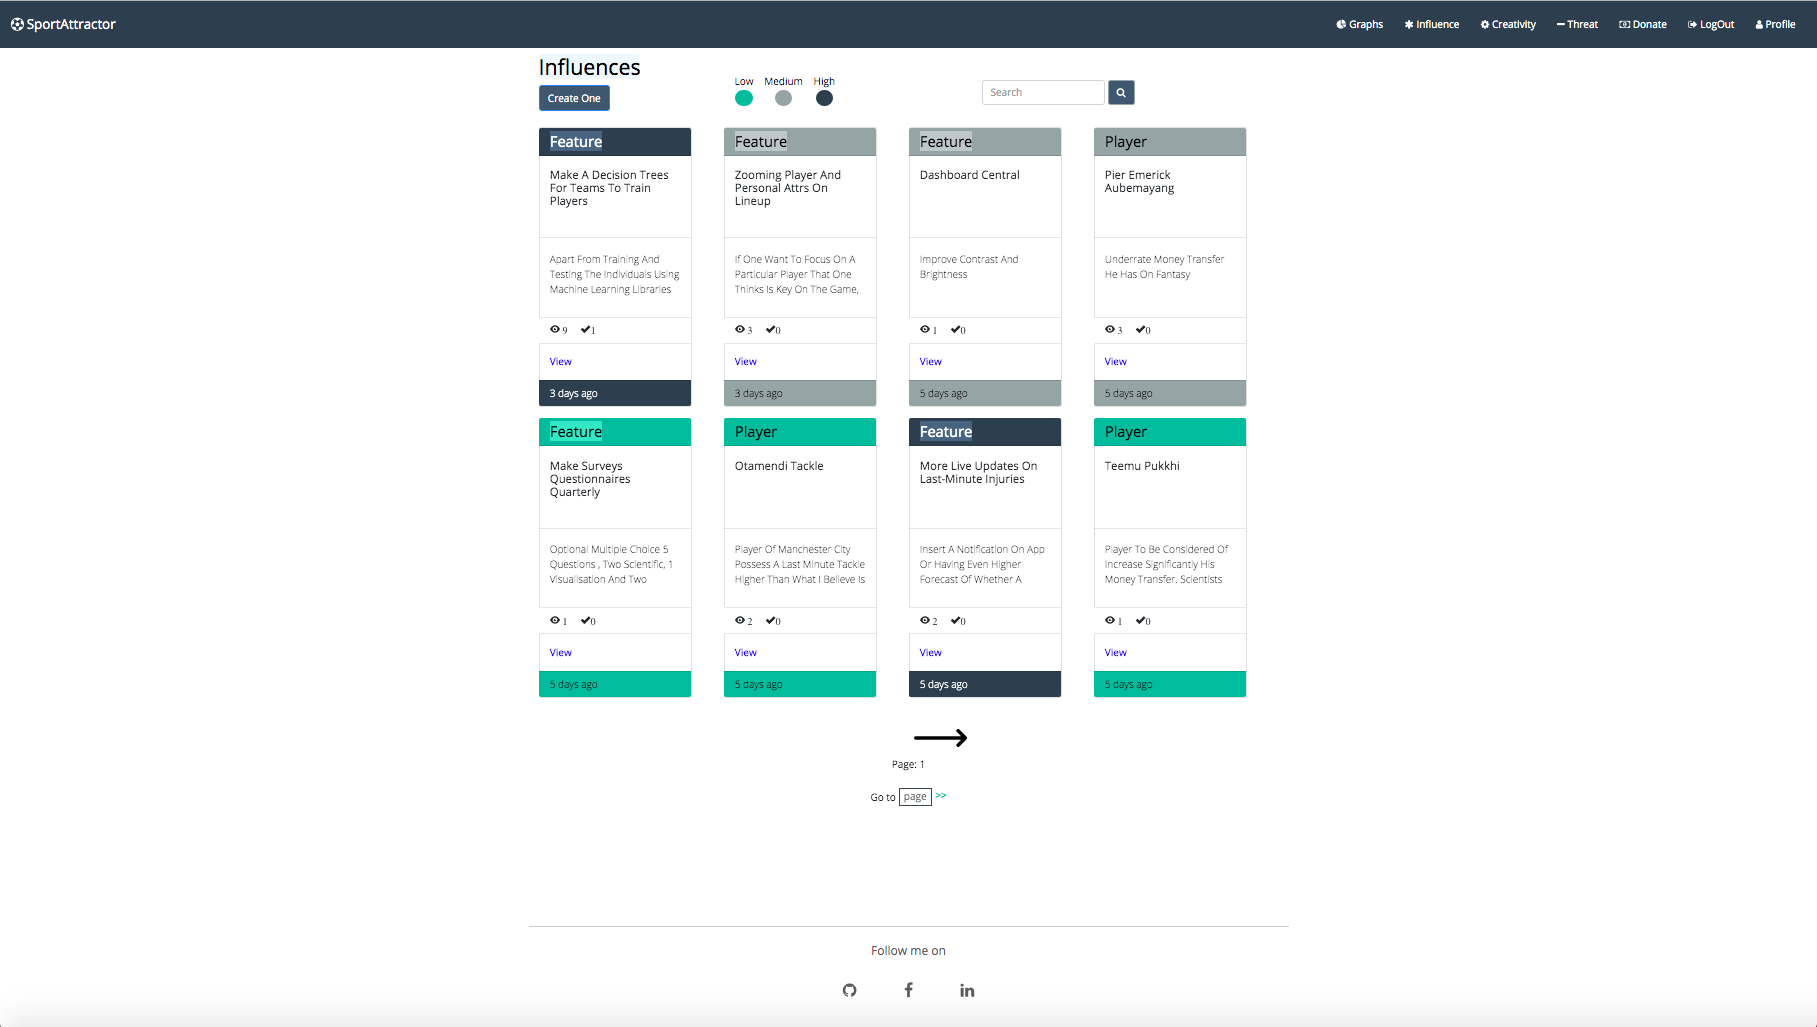 SportAttractor
Graphs
Influence
Creativity
Threat
Donate
LogOut
Profile
Influences
Create One
Low
Medium
High
Search
Feature
Make A Decision Trees
For Teams To Train
Players
Apart From Training And
Testing The Individuals Using
Machine Learning Libraries
9
1
View
3 days ago
Feature
Zooming Player And
Personal Attrs On
Lineup
If One Want To Focus On A
Particular Player That One
Thinks Is Key On The Game,
3
0
View
3 days ago
Feature
Dashboard Central
Improve Contrast And
Brightness
1
0
View
5 days ago
Player
Pier Emerick
Aubemayang
Underrate Money Transfer
He Has On Fantasy
3
0
View
5 days ago
Feature
Make Surveys
Questionnaires
Quarterly
Optional Multiple Choice 5
Questions , Two Scientific, 1
Visualisation And Two
1
0
View
5 days ago
Player
Otamendi Tackle
Player Of Manchester City
Possess A Last Minute Tackle
Higher Than What I Believe Is
2
0
View
5 days ago
Feature
More Live Updates On
Last-Minute Injuries
Insert A Notification On App
Or Having Even Higher
Forecast Of Whether A
2
0
View
5 days ago
Player
Teemu Pukkhi
Player To Be Considered Of
Increase Significantly His
Money Transfer. Scientists
1
0
View
5 days ago
Page: 1
Go to page >>
Follow me on